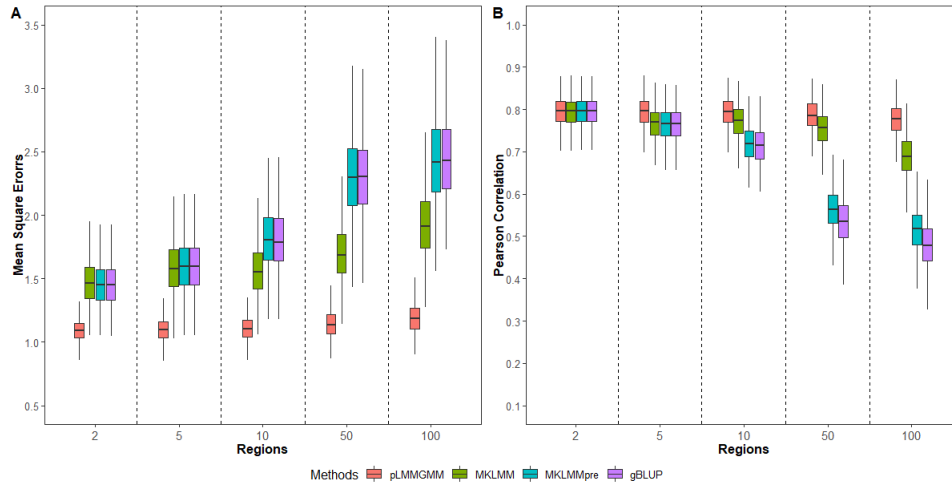 A
B
Mean Square Erorrs
3.5
3.0
2.5
2.0
1.5
1.0
0.5
2 5 10 50 100
Regions
Pearson Correlation
1.0
0.9
0.8
0.7
0.6
0.5
0.4
0.3
0.2
0.1
2 5 10 50 100
Regions
Methods pLMMGMM MKLMM MKLMMpre gBLUP